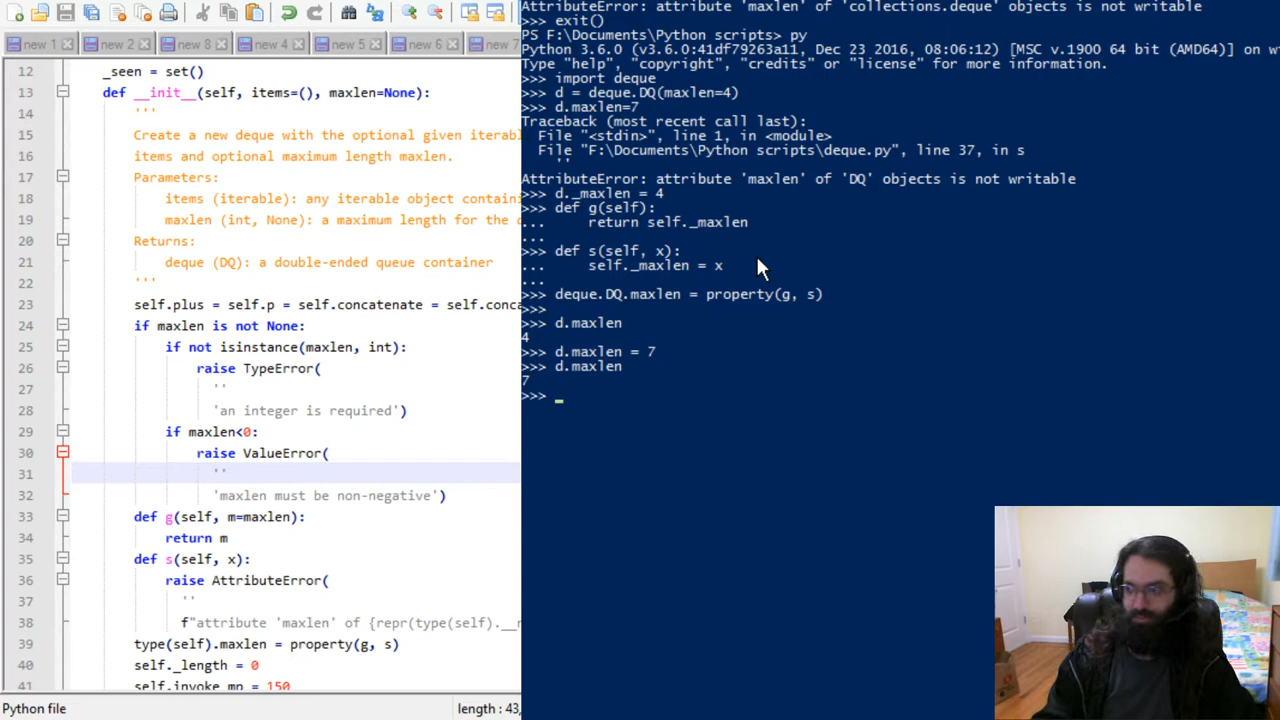 new 1
new 2
new 8
new 4
new 5
new 6
new 7
12 _seen = set()
13 def __init__(self, items=(), maxlen=None):
14 '''
15 Create a new deque with the optional given iterabl
16 items and optional maximum length maxlen.
17 Parameters:
18 items (iterable): any iterable object contain
19 maxlen (int, None): a maximum length for the
20 Returns:
21 deque (DQ): a double-ended queue container
22 '''
23 self.plus = self.p = self.concatenate = self.conca
24 if maxlen is not None:
25 if not isinstance(maxlen, int):
26 raise TypeError(
27 ''
28 'an integer is required')
29 if maxlen<0:
30 raise ValueError(
31 ''
32 'maxlen must be non-negative')
33 def g(self, m=maxlen):
34 return m
35 def s(self, x):
36 raise AttributeError(
37 ''
38 f"attribute 'maxlen' of {repr(type(self).__n
39 type(self).maxlen = property(g, s)
40 self._length = 0
41 self.invoke_mp = 150
Python file
length : 43,
AttributeError: attribute 'maxlen' of 'collections.deque' objects is not writable
>>> exit()
PS F:\Documents\Python scripts> py
Python 3.6.0 (v3.6.0:41df79263a11, Dec 23 2016, 08:06:12) [MSC v.1900 64 bit (AMD64)] on w
Type "help", "copyright", "credits" or "license" for more information.
>>> import deque
>>> d = deque.DQ(maxlen=4)
>>> d.maxlen=7
Traceback (most recent call last):
File "<stdin>", line 1, in <module>
File "F:\Documents\Python scripts\deque.py", line 37, in s
''
AttributeError: attribute 'maxlen' of 'DQ' objects is not writable
>>> d._maxlen = 4
>>> def g(self):
... return self._maxlen
...
>>> def s(self, x):
... self._maxlen = x
...
>>> deque.DQ.maxlen = property(g, s)
>>>
>>> d.maxlen
4
>>> d.maxlen = 7
>>> d.maxlen
7
>>> _